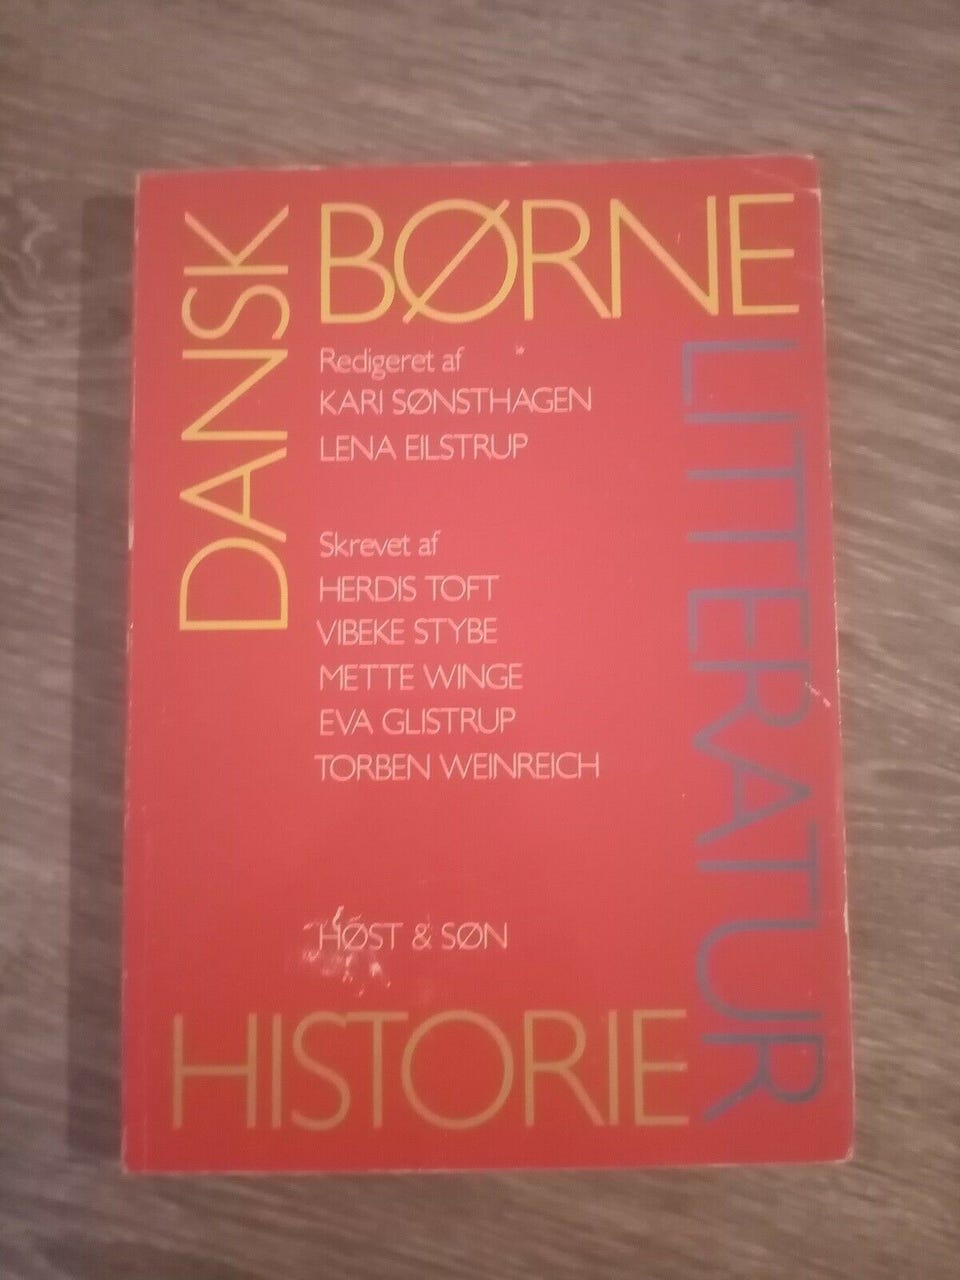 DANSK
BØRNE
LITTERATUR
HISTORIE
Redigeret af
KARI SØNSTHAGEN
LENA EILSTRUP
Skrevet af
HERDIS TOFT
VIBEKE STYBE
METTE WINGE
EVA GLISTRUP
TORBEN WEINREICH
HØST & SØN